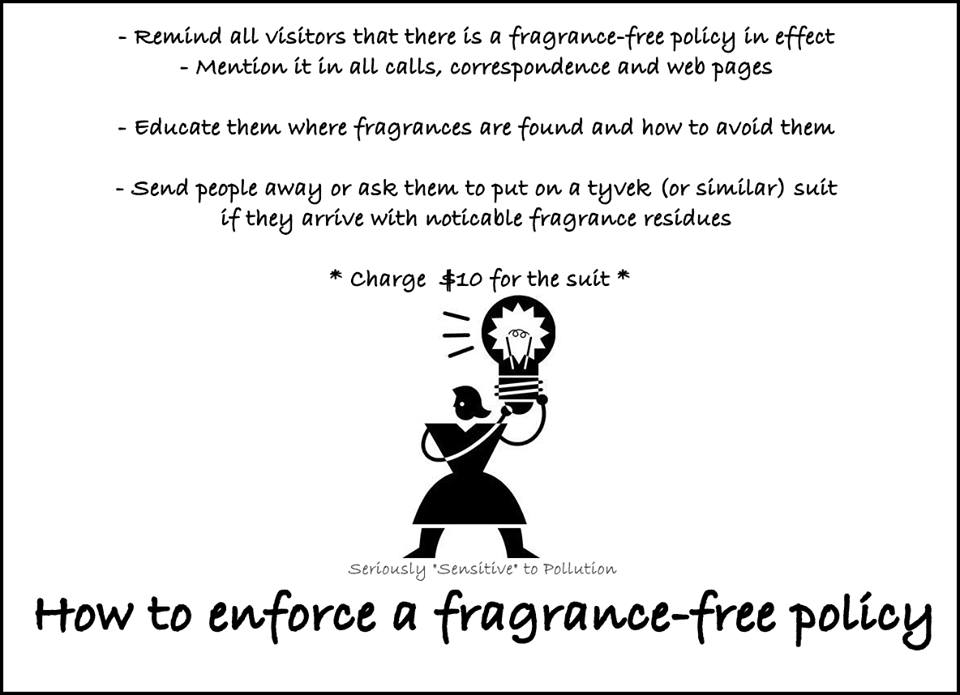 - Remind all visitors that there is a fragrance-free policy in effect
- Mention it in all calls, correspondence and web pages
- Educate them where fragrances are found and how to avoid them
- Send people away or ask them to put on a tyvek (or similar) suit
if they arrive with noticable fragrance residues
* Charge $10 for the suit *
Seriously "Sensitive" to Pollution
How to enforce a fragrance-free policy